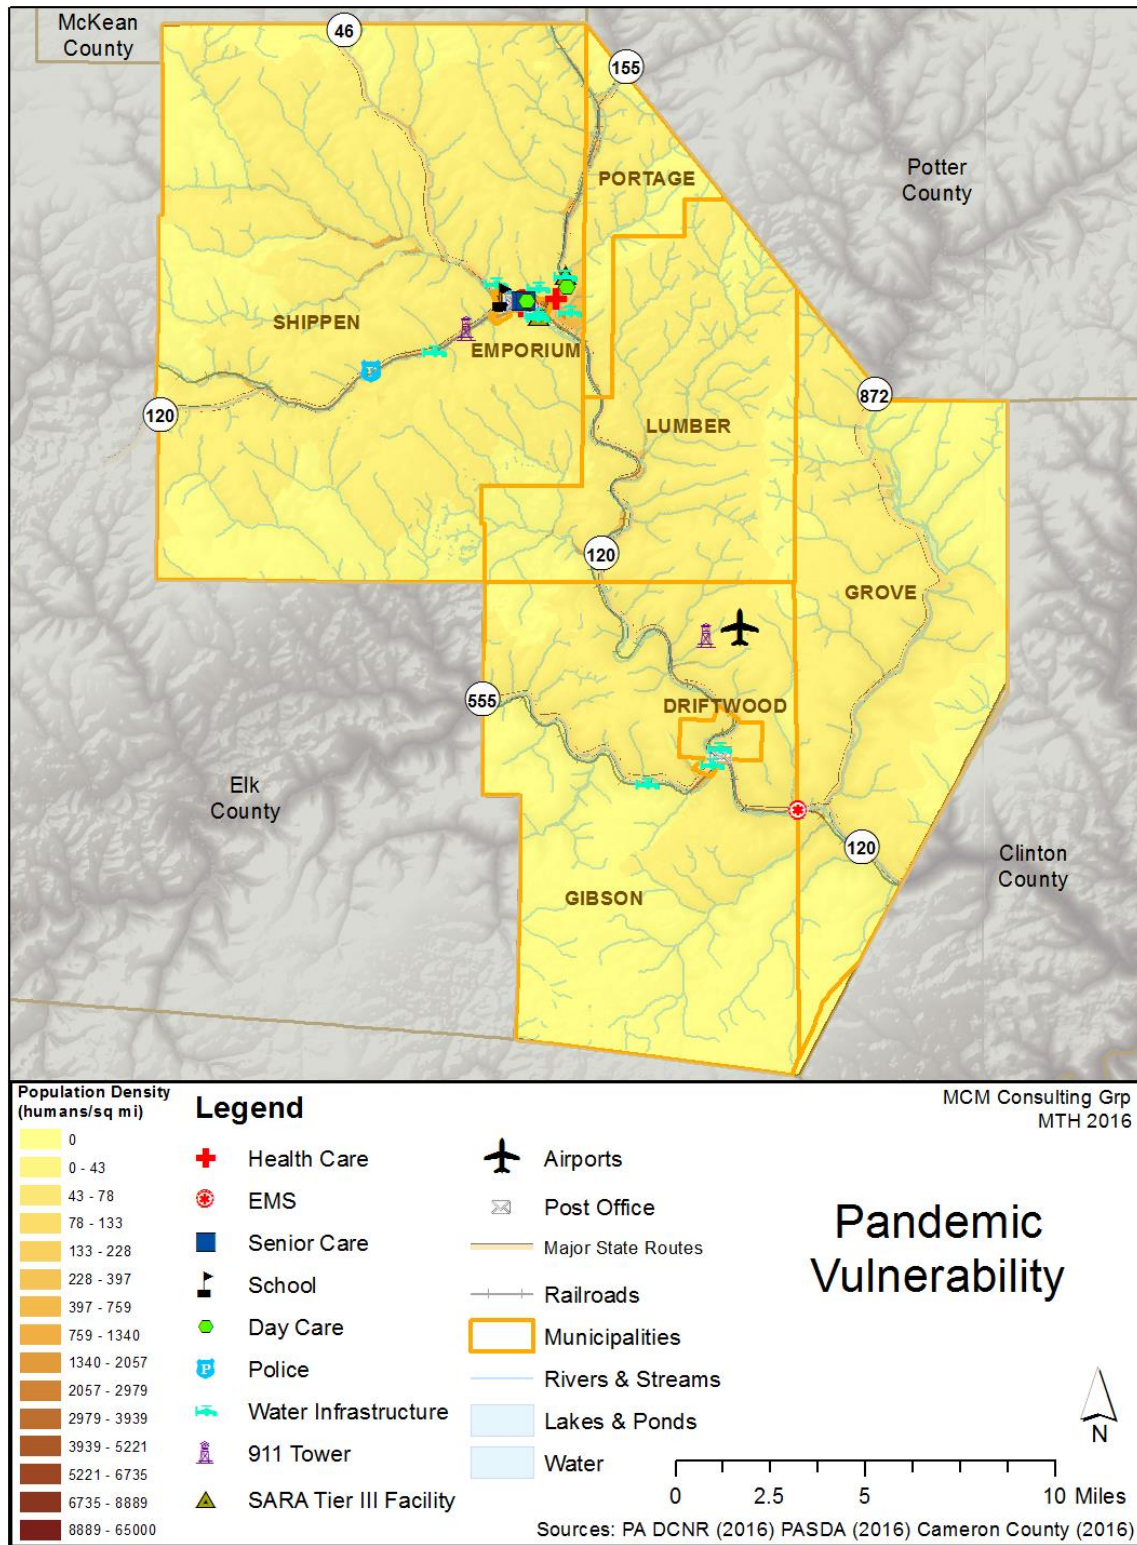 McKean
County
46
155
Potter
County
PORTAGE
SHIPPEN
EMPORIUM
120
872
LUMBER
120
GROVE
555
DRIFTWOOD
Elk
County
120
Clinton
County
GIBSON
Population Density
(humans/sq mi)
0
0 - 43
43 - 78
78 - 133
133 - 228
228 - 397
397 - 759
759 - 1340
1340 - 2057
2057 - 2979
2979 - 3939
3939 - 5221
5221 - 6735
6735 - 8889
8889 - 65000
Legend
Health Care
EMS
Senior Care
School
Day Care
P
Police
Water Infrastructure
911 Tower
SARA Tier III Facility
Airports
Post Office
Major State Routes
Railroads
Municipalities
Rivers & Streams
Lakes & Ponds
Water
MCM Consulting Grp
MTH 2016
Pandemic
Vulnerability
N
0 2.5 5 10 Miles
Sources: PA DCNR (2016) PASDA (2016) Cameron County (2016)